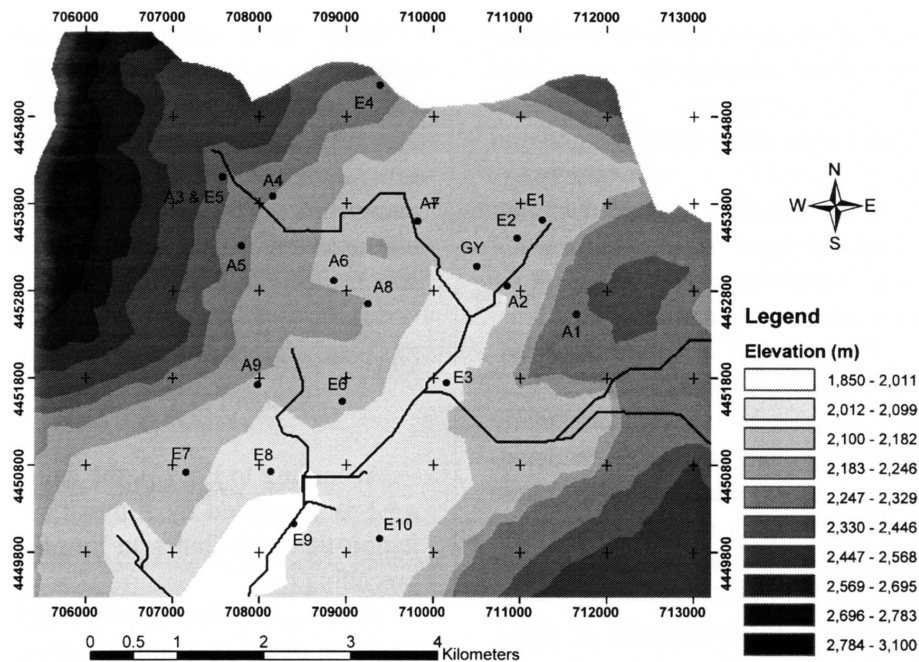 706000 707000 708000 709000 710000 711000 712000 713000
4454800 4454800
4453800 4453800
4452800 4452800
4451800 4451800
4450800 4450800
4449800 4449800
E4
A3 & E5
A4
E1
E2
GY
A5
A6
A8
A2
A1
A9
E6
E3
E7
E8
E9
E10
N
W E
S
Legend
Elevation (m)
1,850 - 2,011
2,012 - 2,099
2,100 - 2,182
2,183 - 2,246
2,247 - 2,329
2,330 - 2,446
2,447 - 2,568
2,569 - 2,695
2,696 - 2,783
2,784 - 3,100
706000 707000 708000 709000 710000 711000 712000 713000
0 0.5 1 2 3 4
Kilometers